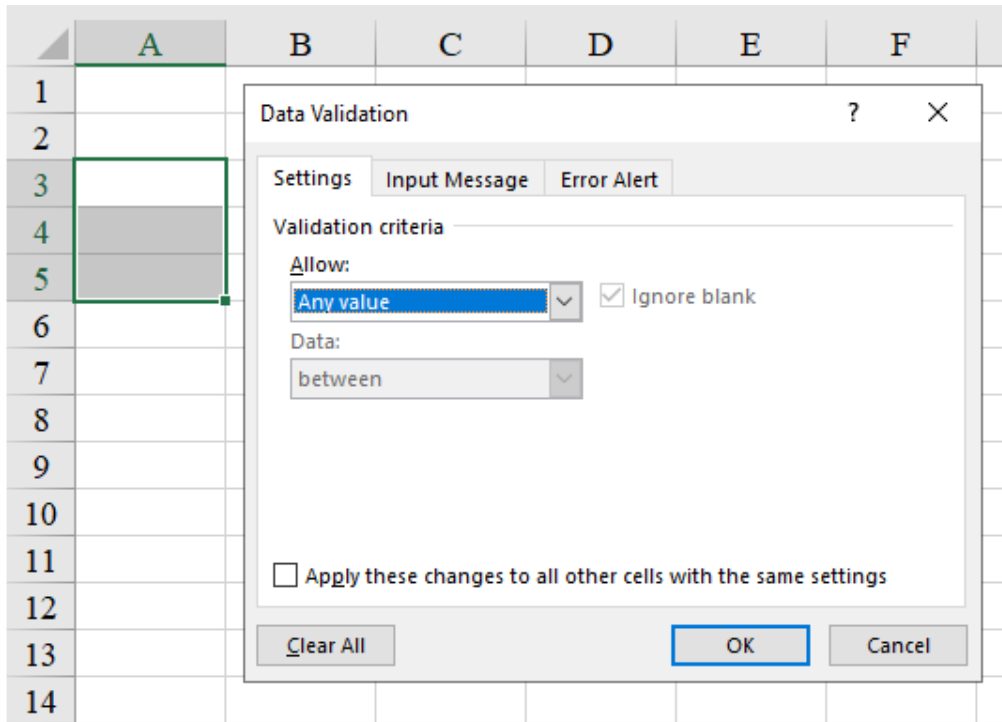 A B C D E F
1
2
3
4
5
6
7
8
9
10
11
12
13
14
Data Validation ? X
Settings Input Message Error Alert
Validation criteria
Allow:
Any value Ignore blank
Data:
between
Apply these changes to all other cells with the same settings
Clear All OK Cancel